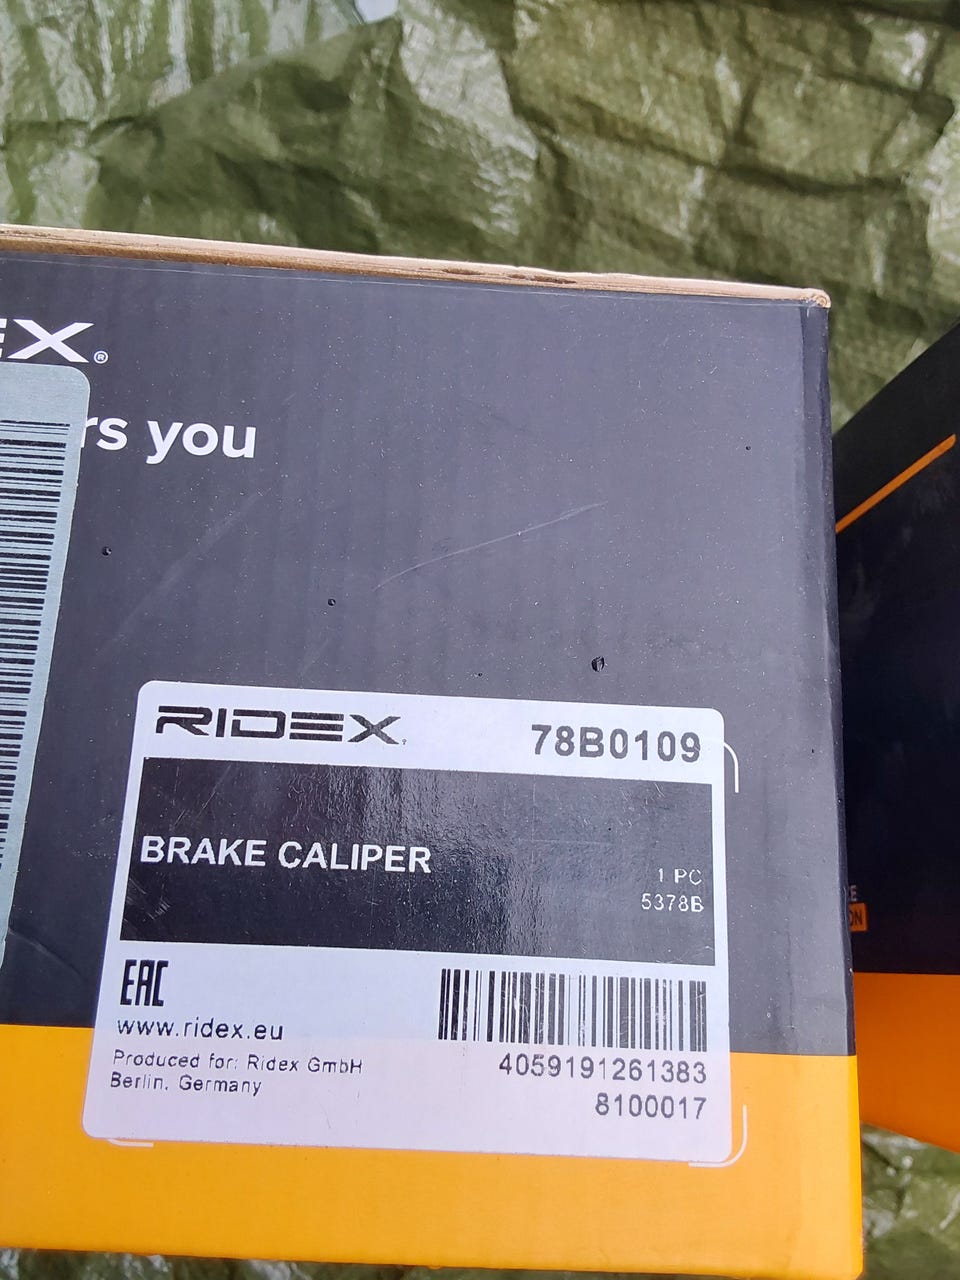 EX®
rs you
RIDEX
78B0109
BRAKE CALIPER
1 PC
5378B
EAC
www.ridex.eu
Produced for: Ridex GmbH
Berlin. Germany
4059191261383
8100017
E
ON